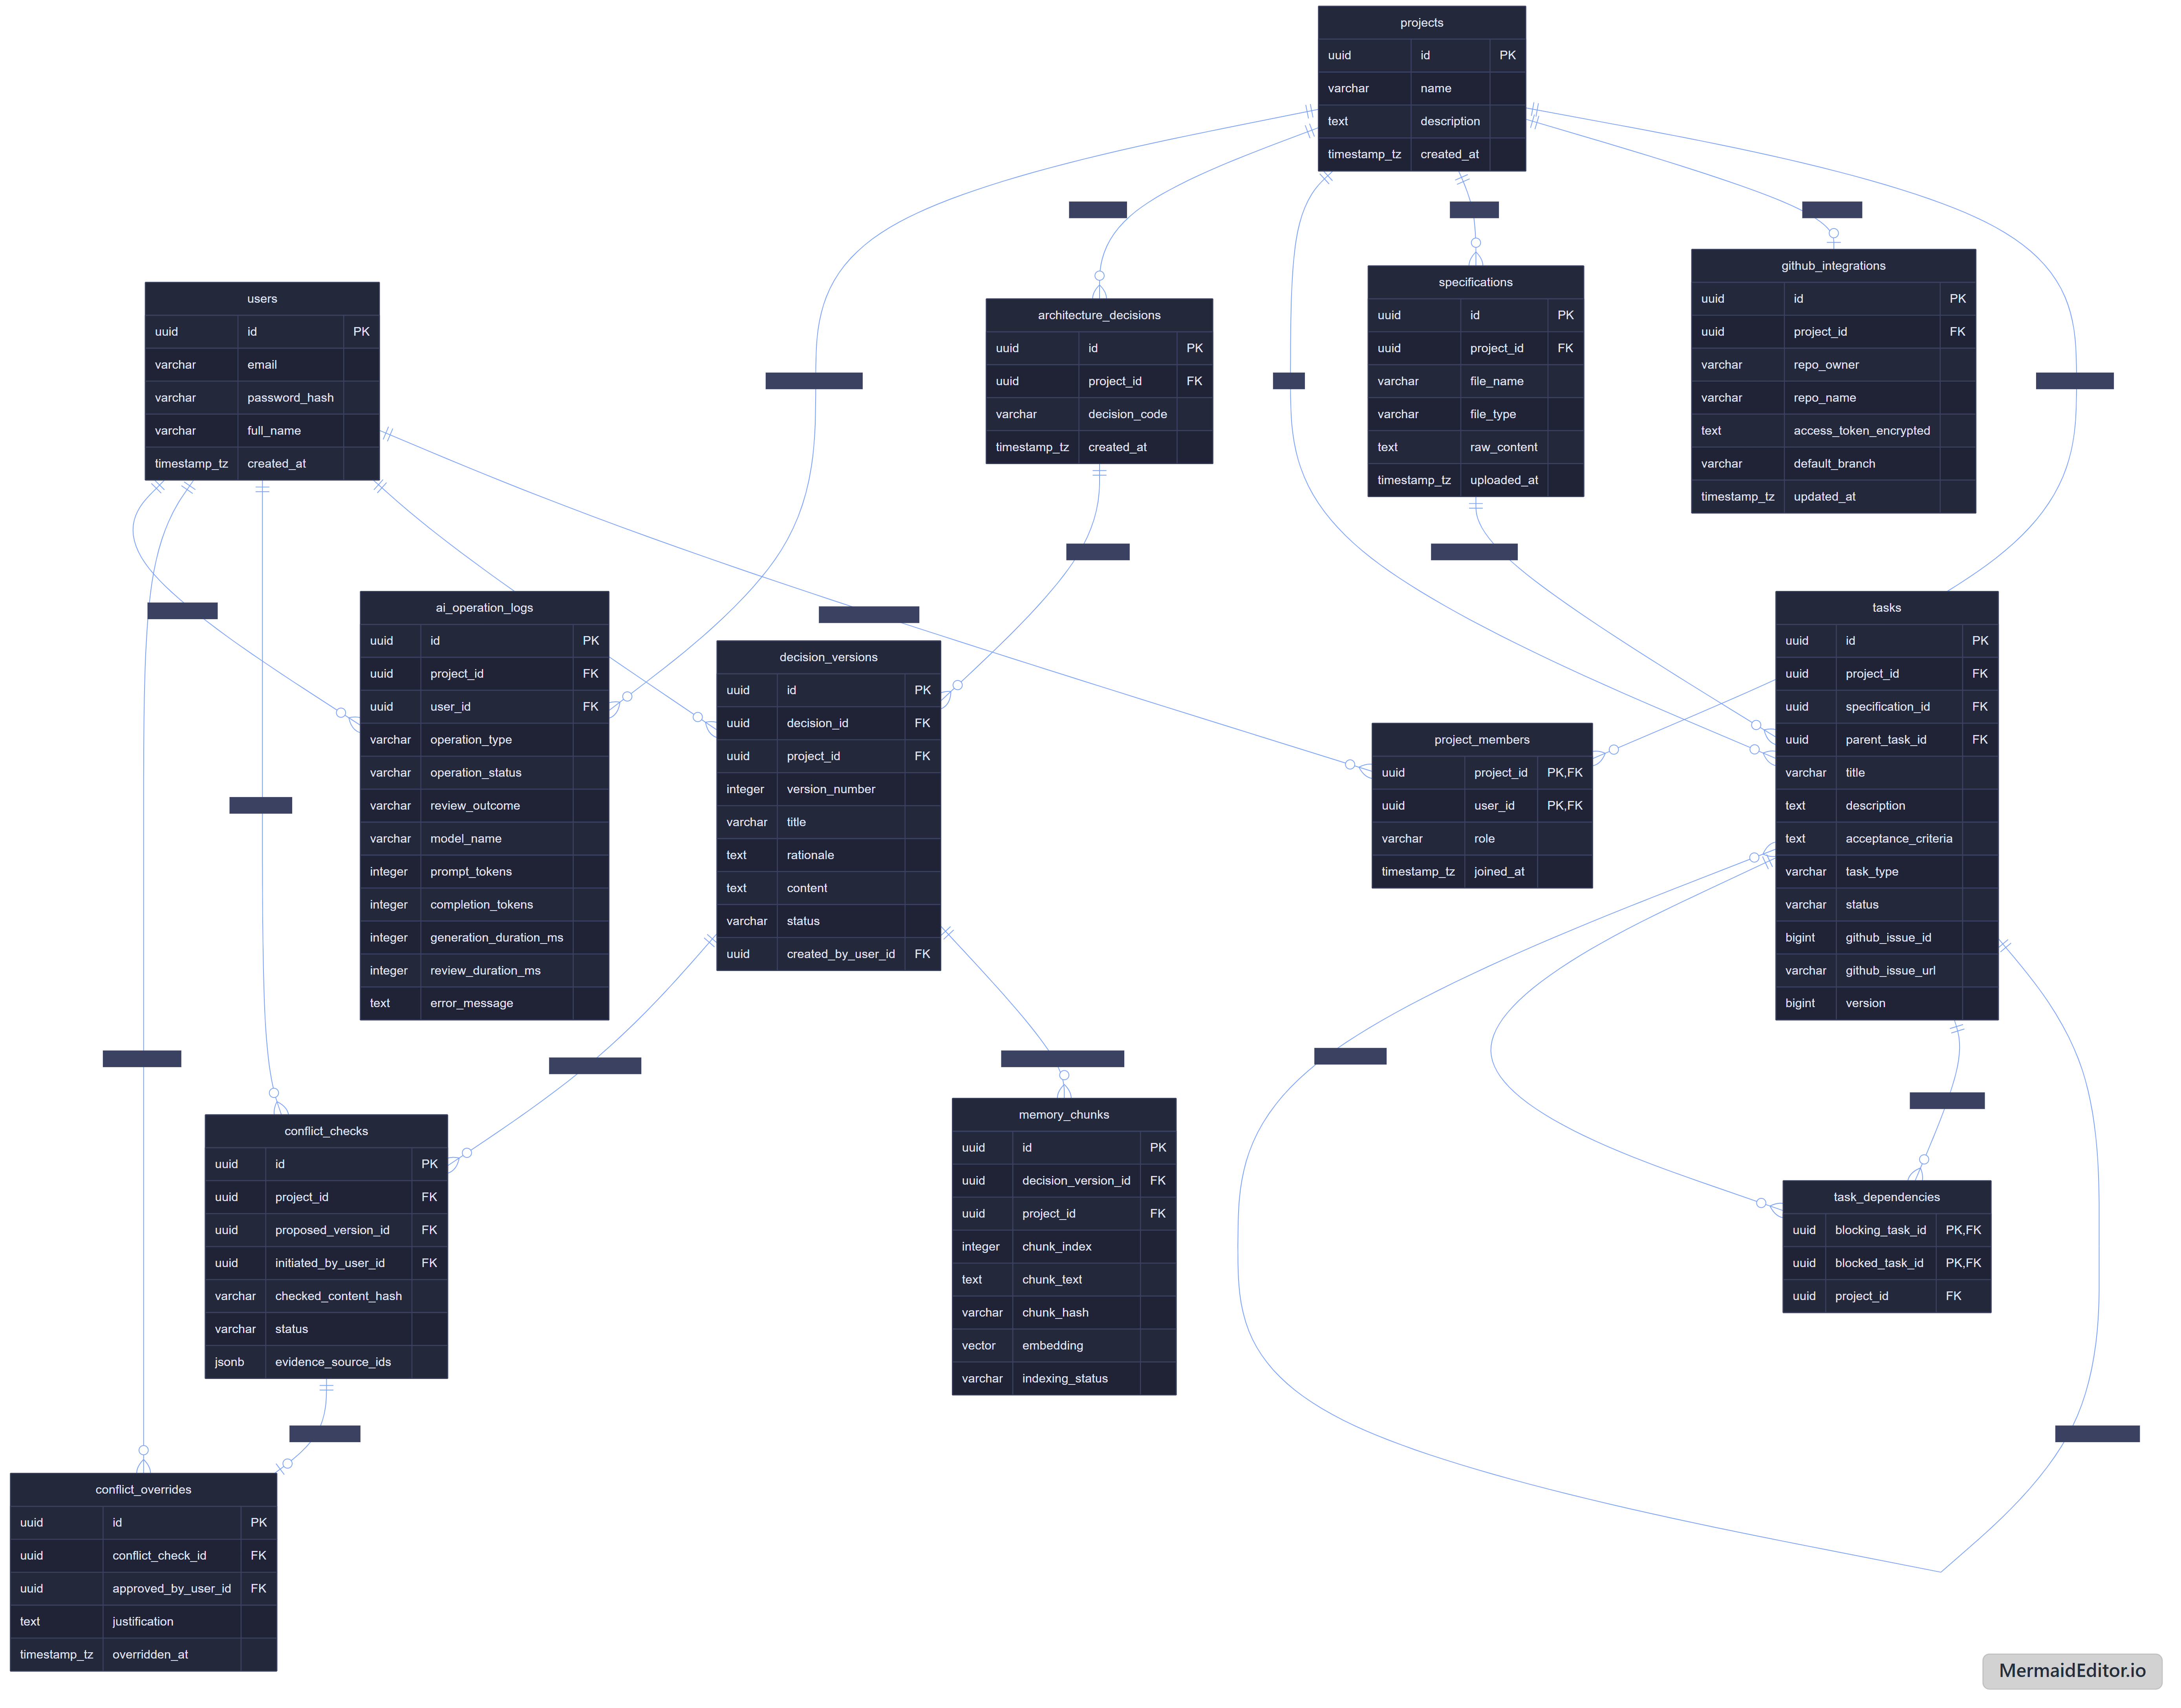 projects
uuid id PK
varchar name
text description
timestamp_tz created_at
github_integrations
uuid id PK
uuid project_id FK
varchar repo_owner
varchar repo_name
text access_token_encrypted
varchar default_branch
timestamp_tz updated_at
specifications
uuid id PK
uuid project_id FK
varchar file_name
varchar file_type
text raw_content
timestamp_tz uploaded_at
users
uuid id PK
varchar email
varchar password_hash
varchar full_name
timestamp_tz created_at
architecture_decisions
uuid id PK
uuid project_id FK
varchar decision_code
timestamp_tz created_at
ai_operation_logs
uuid id PK
uuid project_id FK
uuid user_id FK
varchar operation_type
varchar operation_status
varchar review_outcome
varchar model_name
integer prompt_tokens
integer completion_tokens
integer generation_duration_ms
integer review_duration_ms
text error_message
decision_versions
uuid id PK
uuid decision_id FK
uuid project_id FK
integer version_number
varchar title
text rationale
text content
varchar status
uuid created_by_user_id FK
project_members
uuid project_id PK,FK
uuid user_id PK,FK
varchar role
timestamp_tz joined_at
tasks
uuid id PK
uuid project_id FK
uuid specification_id FK
uuid parent_task_id FK
varchar title
text description
text acceptance_criteria
varchar task_type
varchar status
bigint github_issue_id
varchar github_issue_url
bigint version
conflict_checks
uuid id PK
uuid project_id FK
uuid proposed_version_id FK
uuid initiated_by_user_id FK
varchar checked_content_hash
varchar status
jsonb evidence_source_ids
memory_chunks
uuid id PK
uuid decision_version_id FK
uuid project_id FK
integer chunk_index
text chunk_text
varchar chunk_hash
vector embedding
varchar indexing_status
task_dependencies
uuid blocking_task_id PK,FK
uuid blocked_task_id PK,FK
uuid project_id FK
conflict_overrides
uuid id PK
uuid conflict_check_id FK
uuid approved_by_user_id FK
text justification
timestamp_tz overridden_at
MermaidEditor.io